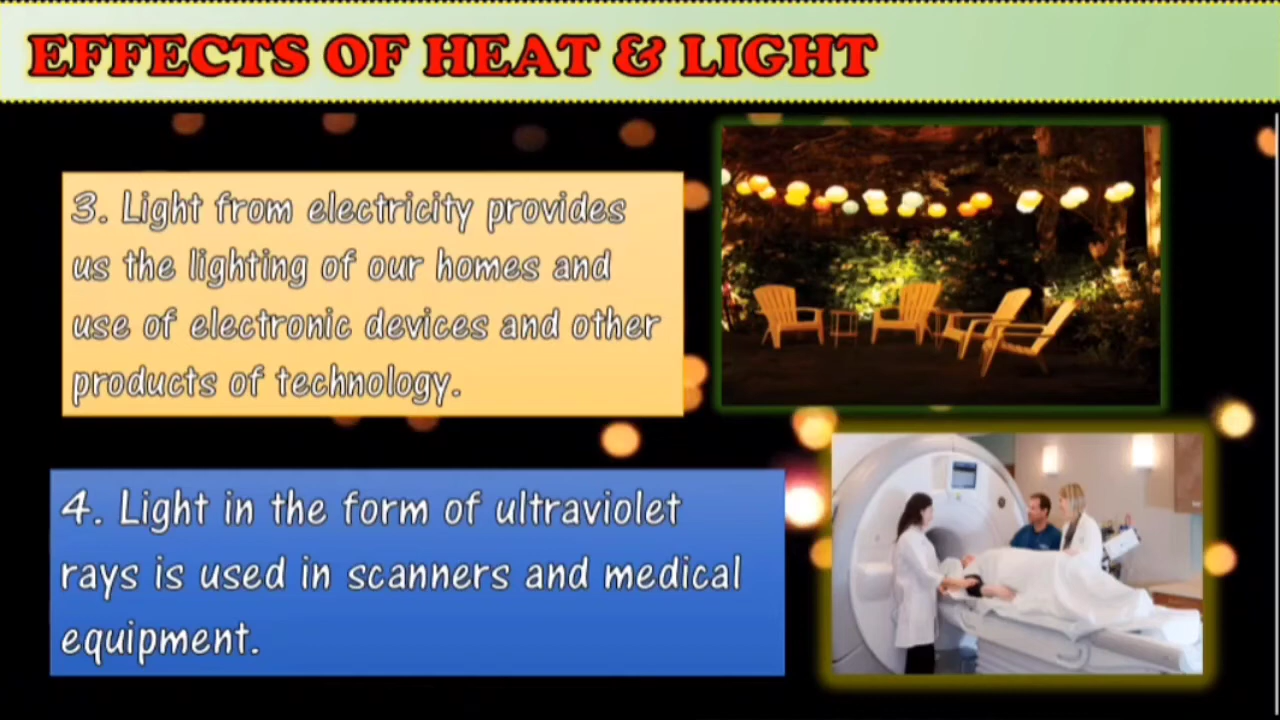 EFFECTS OF HEAT & LIGHT
3. Light from electricity provides
us the lighting of our homes and
use of electronic devices and other
products of technology.
4. Light in the form of ultraviolet
rays is used in scanners and medical
equipment.